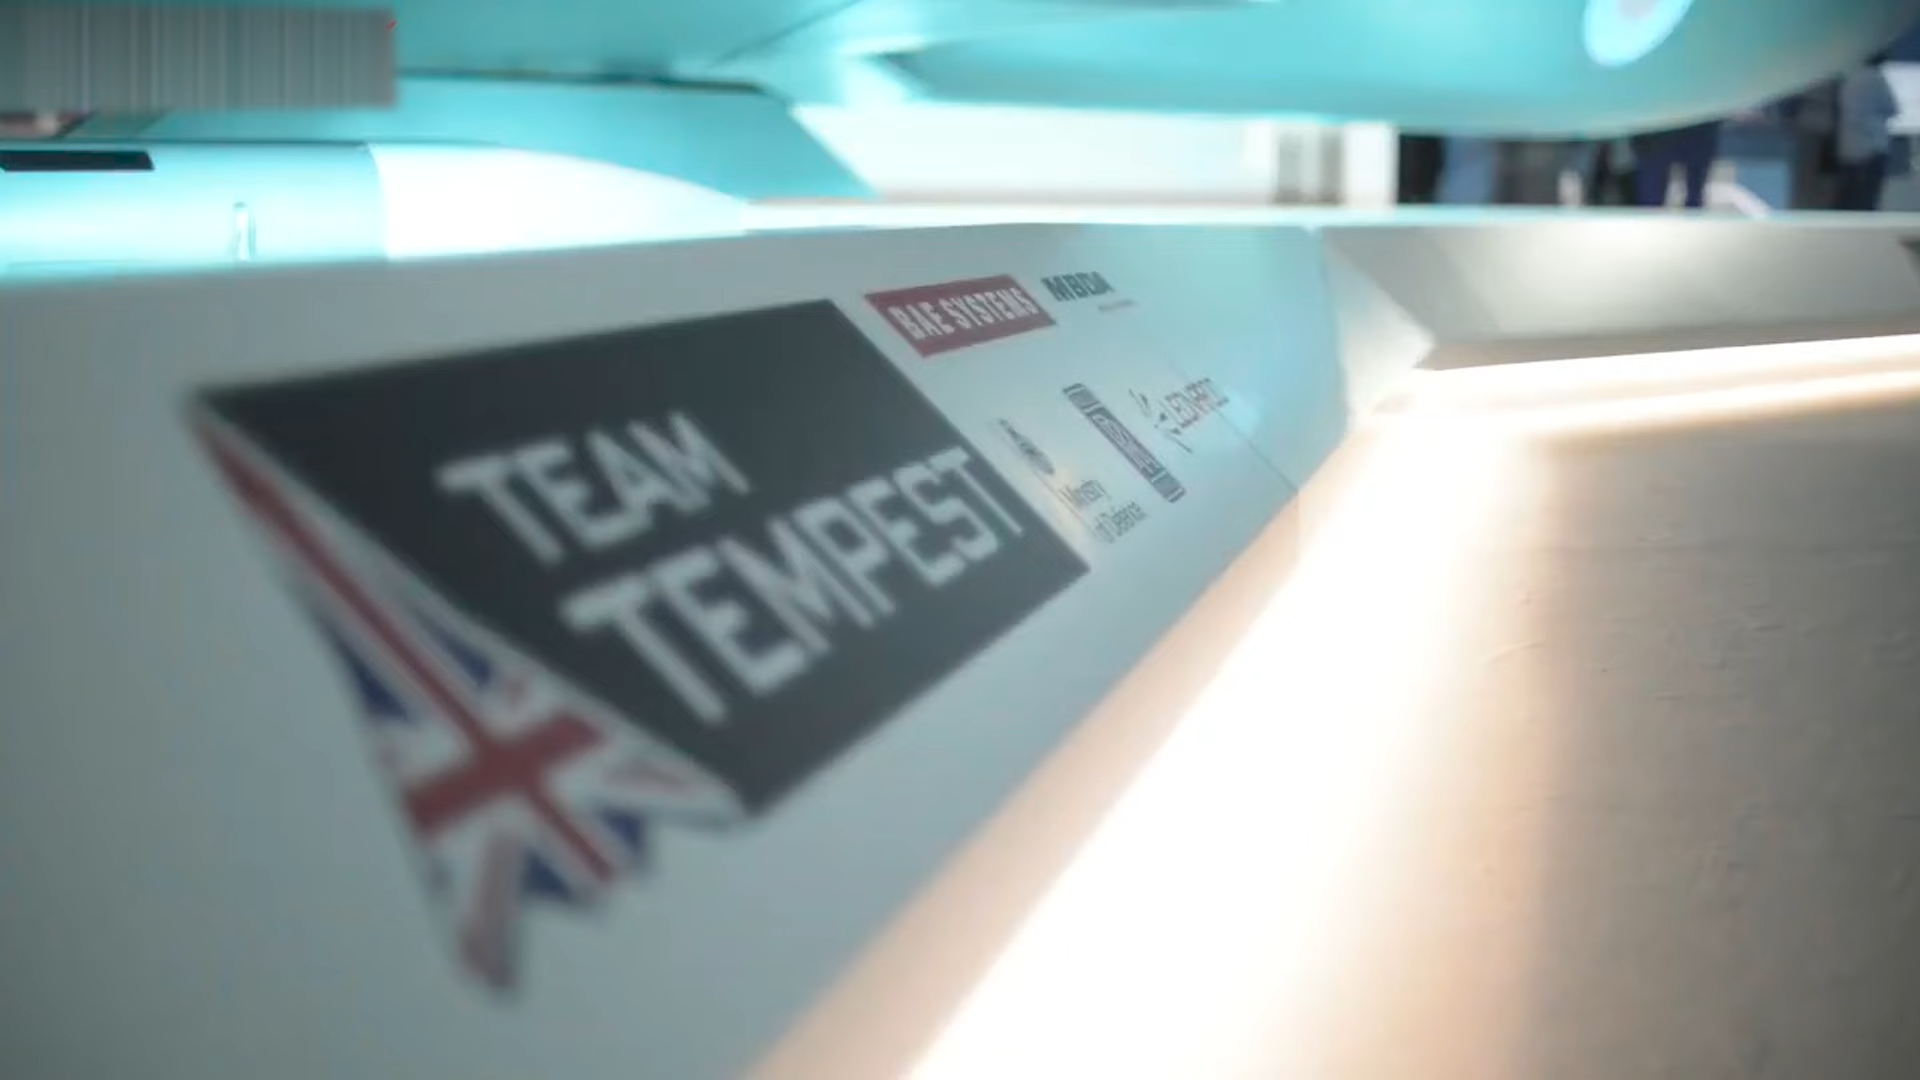 TEAM
TEMPEST
BAE SYSTEMS
MBDA
Ministry
of Defence
LEONARDO